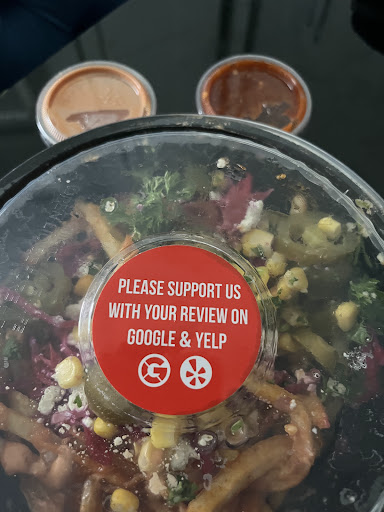 PLEASE SUPPORT US
WITH YOUR REVIEW ON
GOOGLE & YELP